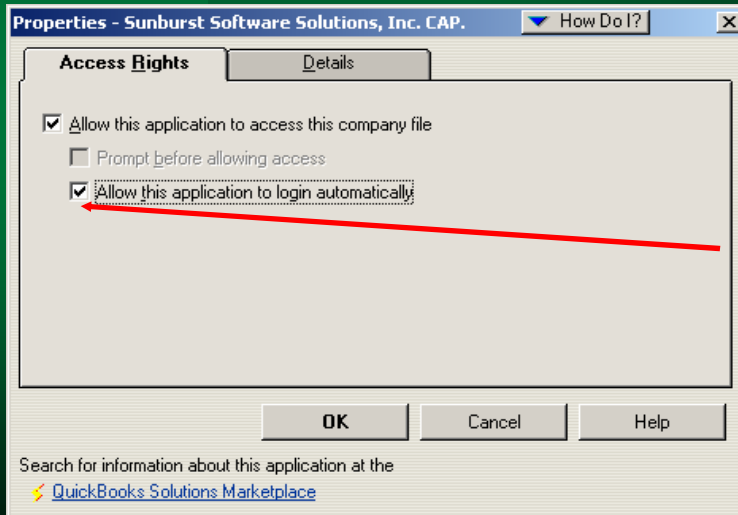 Properties - Sunburst Software Solutions, Inc. CAP. How Do I?
Access Rights Details
Allow this application to access this company file
Prompt before allowing access
Allow this application to login automatically
OK Cancel Help
Search for information about this application at the
QuickBooks Solutions Marketplace